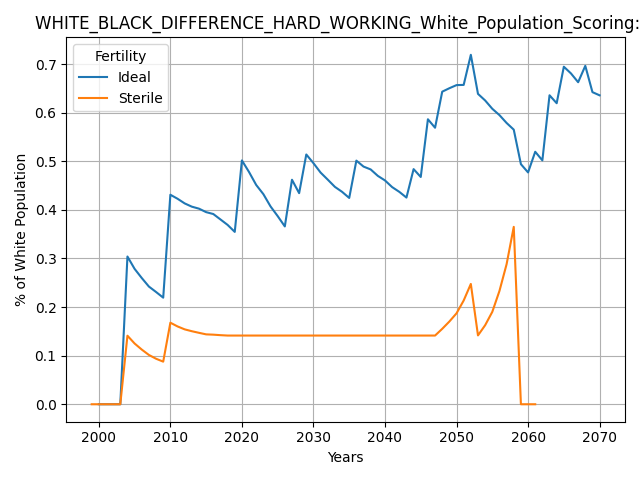 WHITE_BLACK_DIFFERENCE_HARD_WORKING_White_Population_Scoring:
Fertility
Ideal
Sterile
% of White Population
0.7
0.6
0.5
0.4
0.3
0.2
0.1
0.0
2000 2010 2020 2030 2040 2050 2060 2070
Years